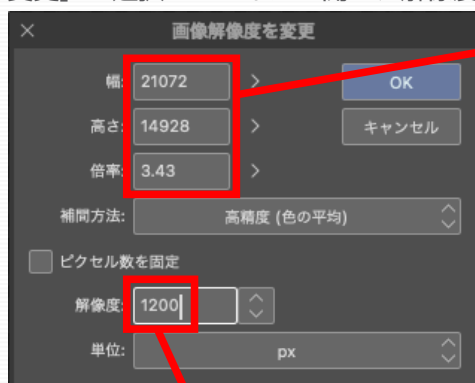 画像解像度を変更
幅: 21072 > OK
高さ: 14928 > キャンセル
倍率: 3.43 >
補間方法: 高精度 (色の平均)
ピクセル数を固定
解像度: 1200
単位: px